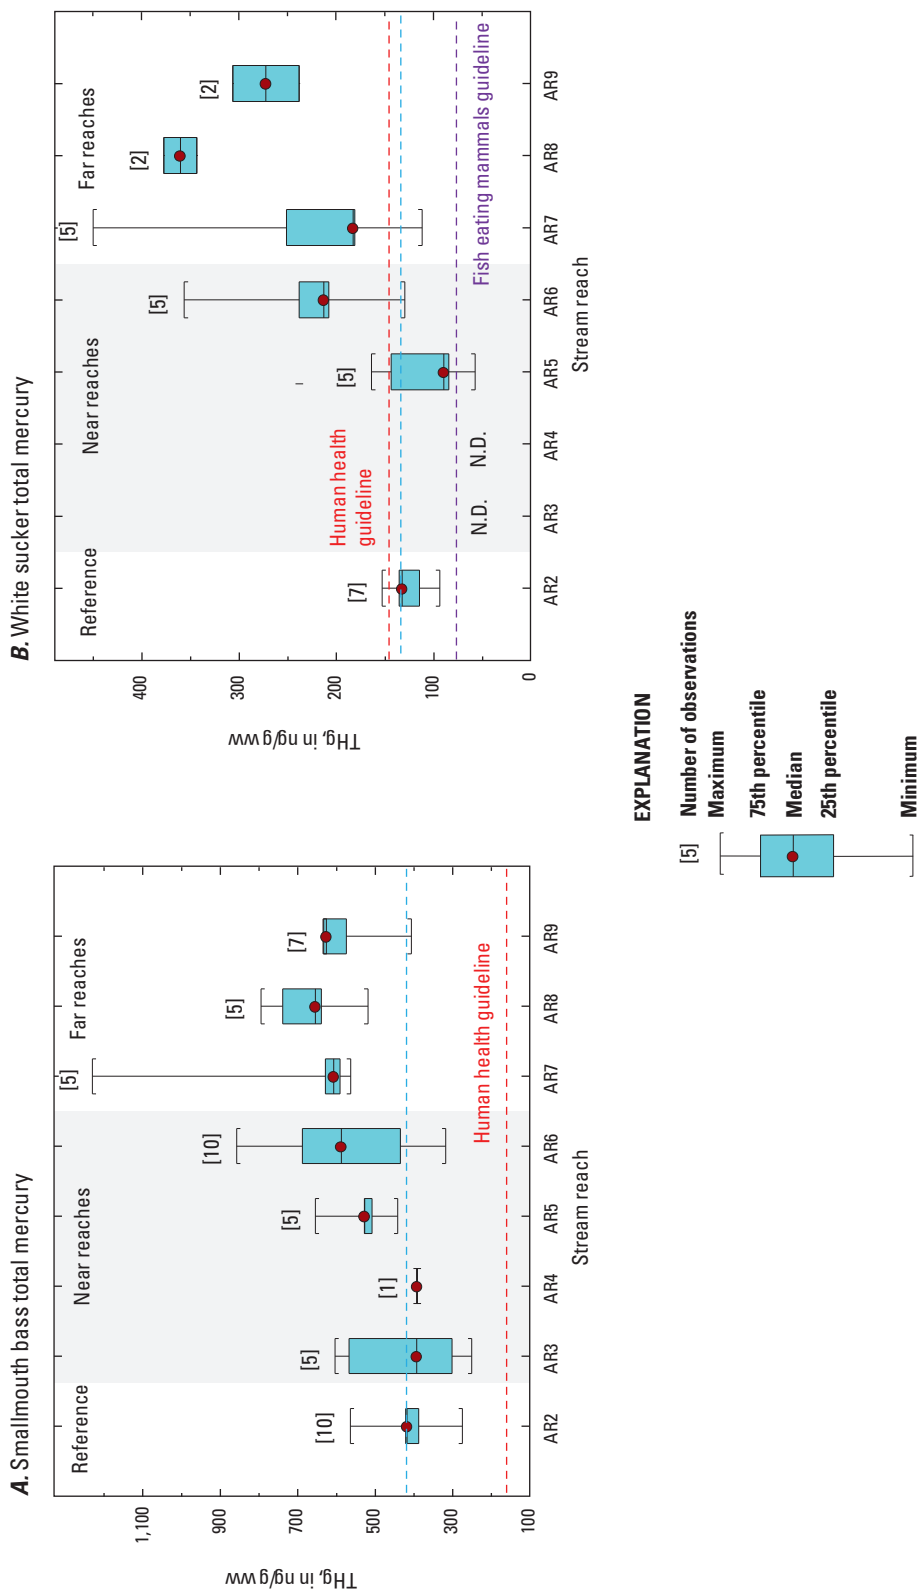 A. Smallmouth bass total mercury
1,100
900
700
500
300
100
THg, in ng/g ww
Reference
Near reaches
Far reaches
[10]
[5]
[1]
[5]
[10]
[5]
[5]
[7]
Human health guideline
AR2
AR3
AR4
AR5
AR6
AR7
AR8
AR9
Stream reach
B. White sucker total mercury
400
300
200
100
0
THg, in ng/g ww
Reference
Near reaches
Far reaches
[7]
[5]
[5]
[5]
[2]
[2]
Human health
guideline
N.D.
N.D.
Fish eating mammals guideline
AR2
AR3
AR4
AR5
AR6
AR7
AR8
AR9
Stream reach
EXPLANATION
[5]
Number of observations
Maximum
75th percentile
Median
25th percentile
Minimum